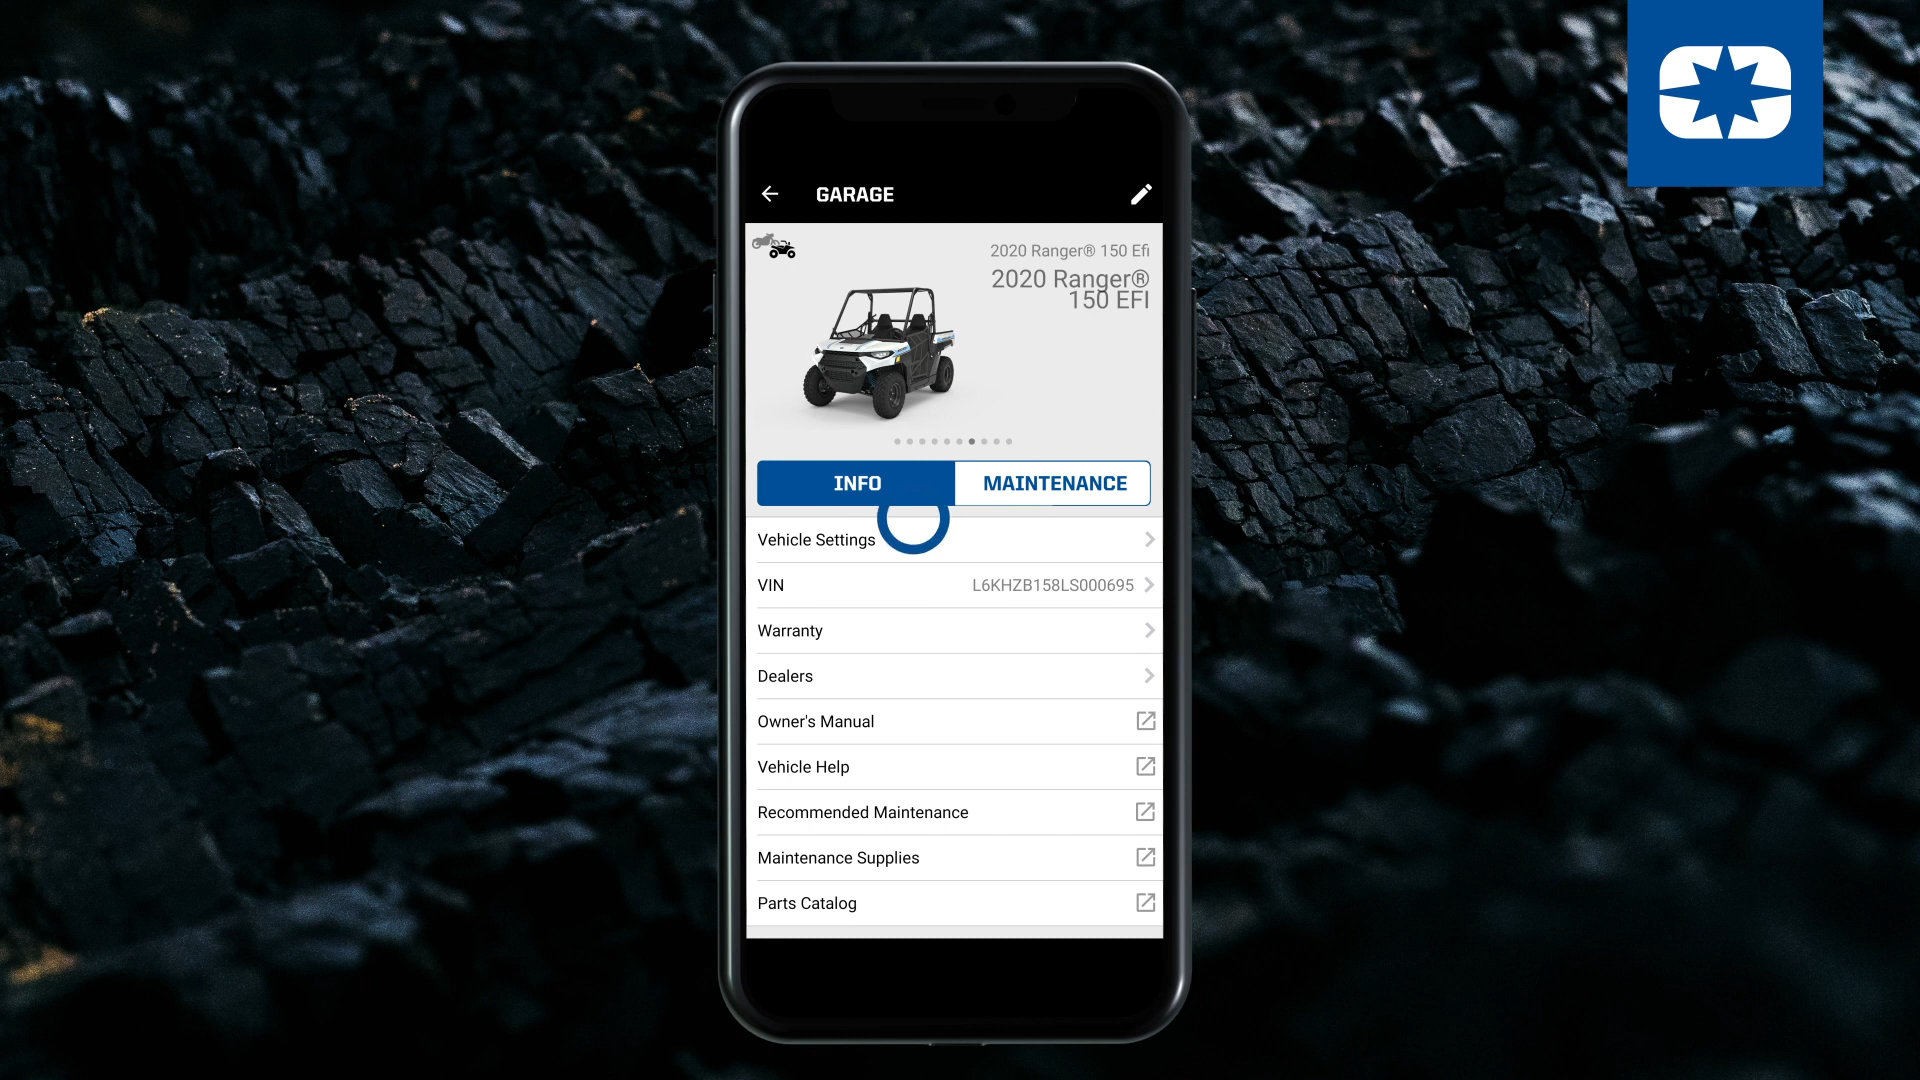 GARAGE
2020 Ranger® 150 Efi
2020 Ranger®
150 EFI
INFO
MAINTENANCE
Vehicle Settings
VIN
L6KHZB158LS000695
Warranty
Dealers
Owner's Manual
Vehicle Help
Recommended Maintenance
Maintenance Supplies
Parts Catalog